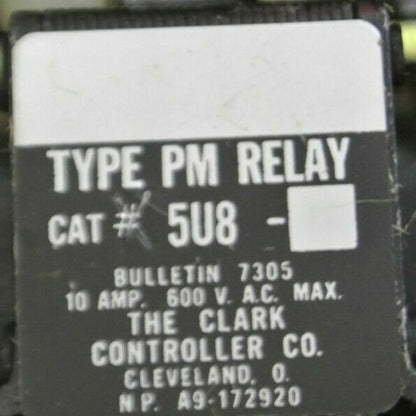 TYPE PM RELAY
CAT # 5U8 -
BULLETIN 7305
10 AMP. 600 V. A.C. MAX.
THE CLARK
CONTROLLER CO.
CLEVELAND, O.
N.P. A9-172920